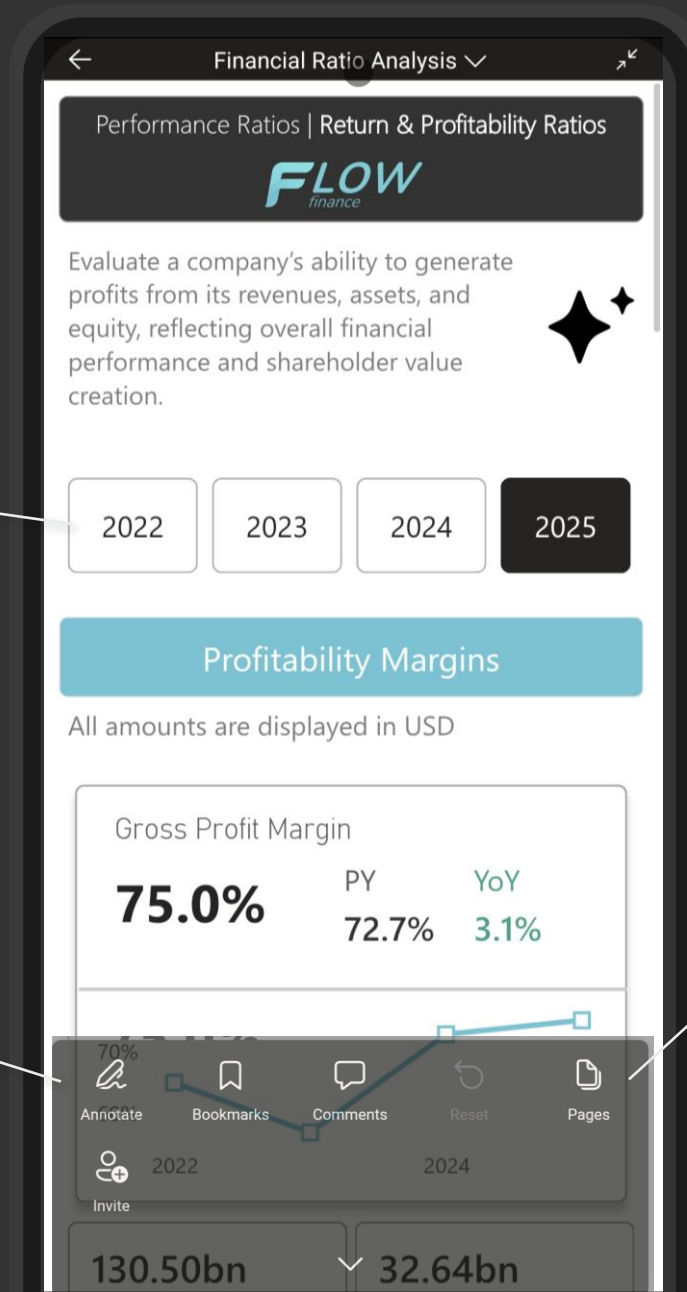 Financial Ratio Analysis
Performance Ratios | Return & Profitability Ratios
FLOW
finance
Evaluate a company's ability to generate
profits from its revenues, assets, and
equity, reflecting overall financial
performance and shareholder value
creation.
2022 2023 2024 2025
Profitability Margins
All amounts are displayed in USD
Gross Profit Margin
75.0% PY YoY
72.7% 3.1%
70%
Annotate Bookmarks Comments Reset Pages
2022 2024
Invite
130.50bn 32.64bn